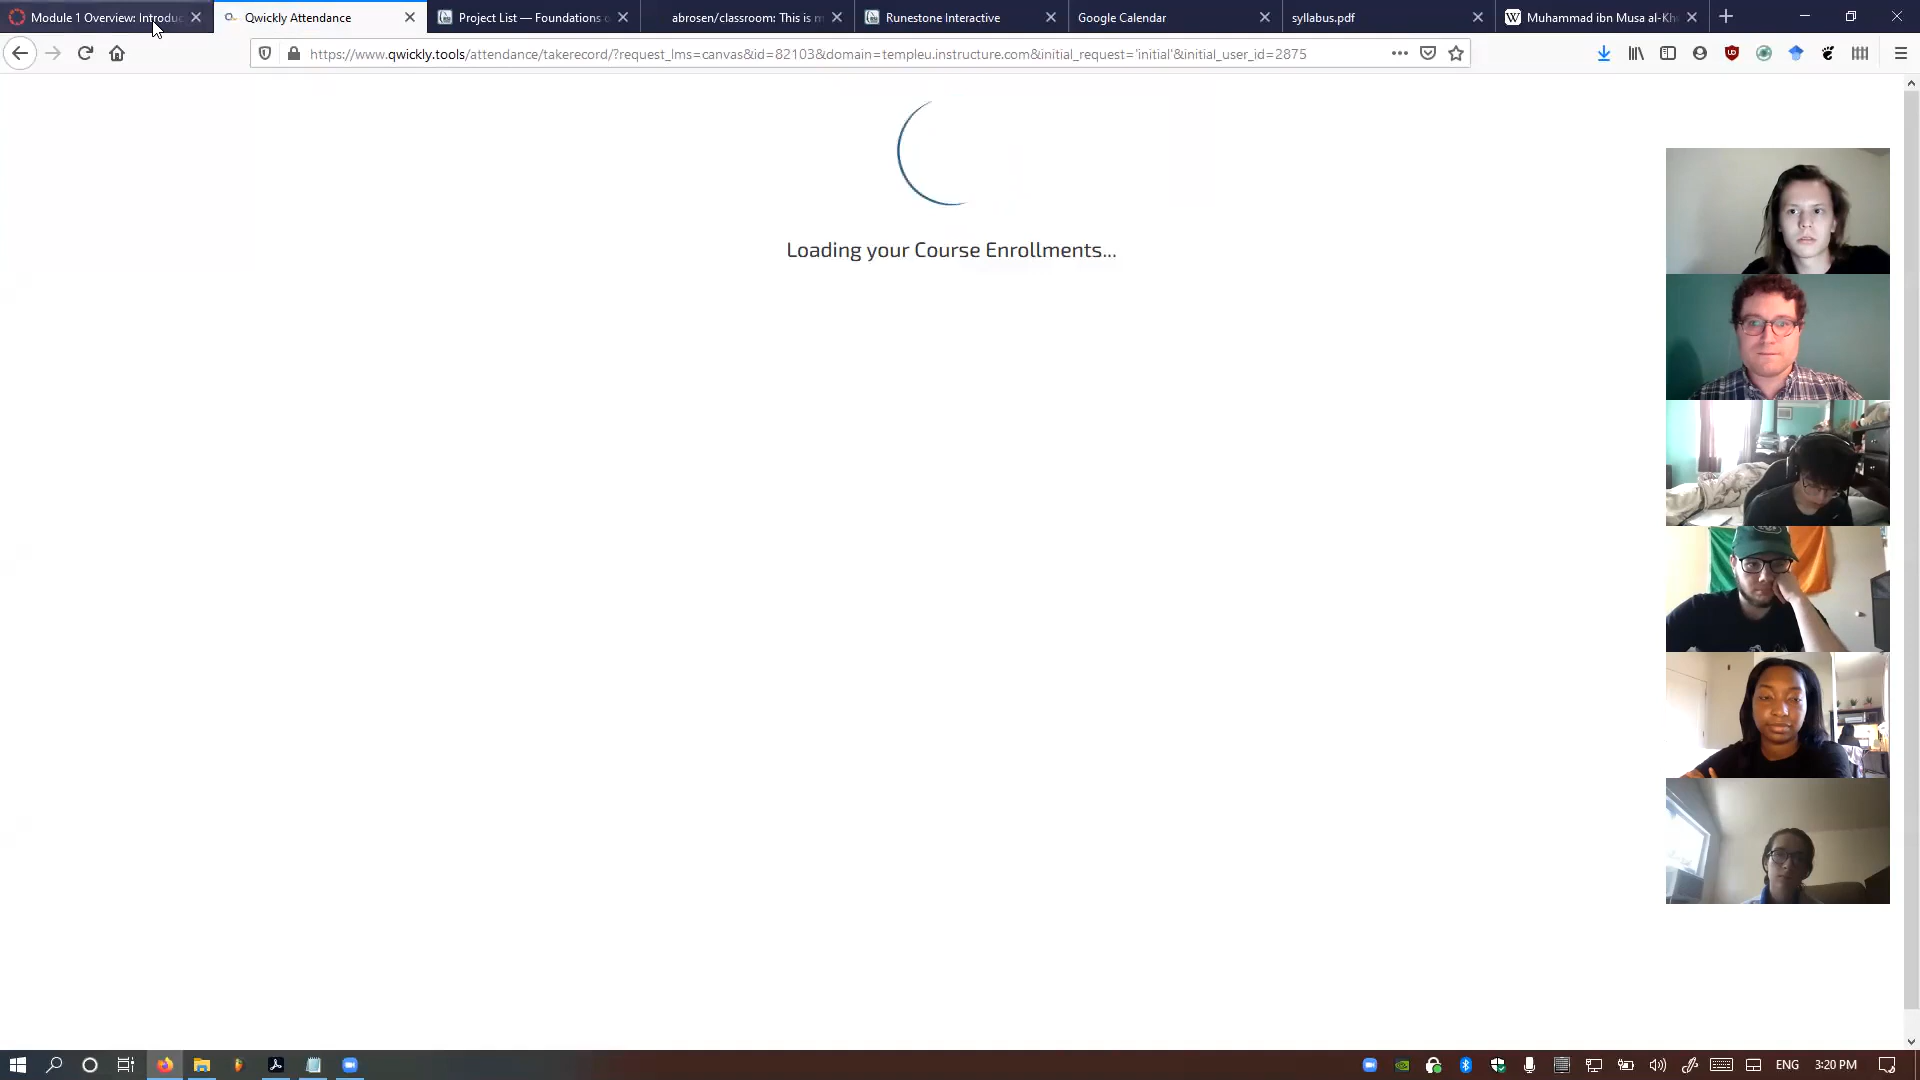 Module 1 Overview: Introduc
Qwickly Attendance
Project List — Foundations o
abrosen/classroom: This is m
Runestone Interactive
Google Calendar
syllabus.pdf
Muhammad ibn Musa al-Kh
https://www.qwickly.tools/attendance/takerecord/?request_lms=canvas&id=82103&domain=templeu.instructure.com&initial_request='initial'&initial_user_id=2875
Loading your Course Enrollments...
ENG
3:20 PM